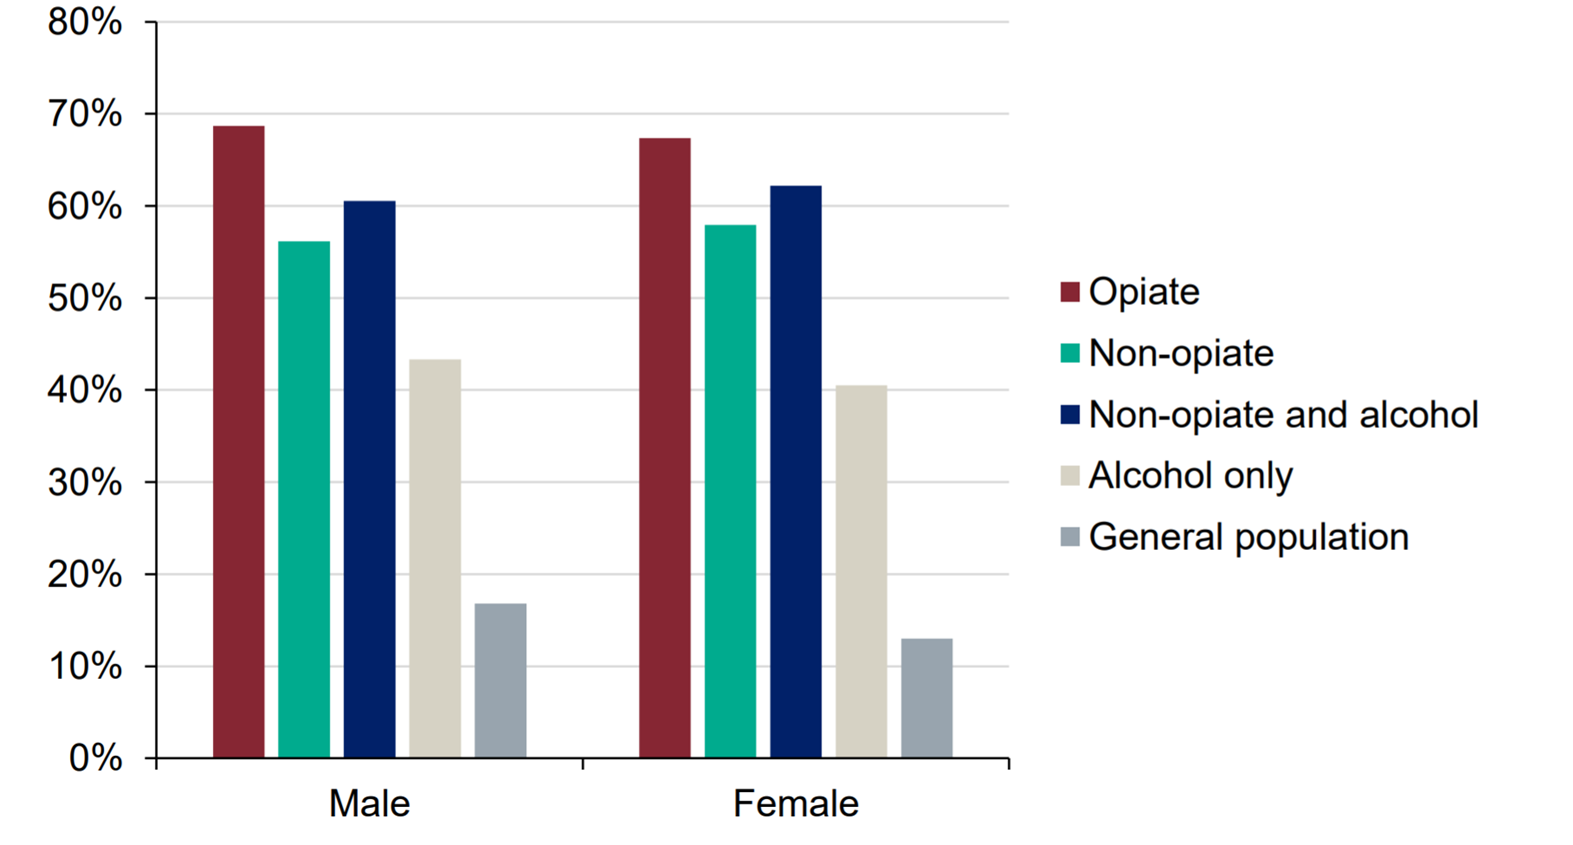 80%
70%
60%
50%
40%
30%
20%
10%
0%
Male
Female
Opiate
Non-opiate
Non-opiate and alcohol
Alcohol only
General population